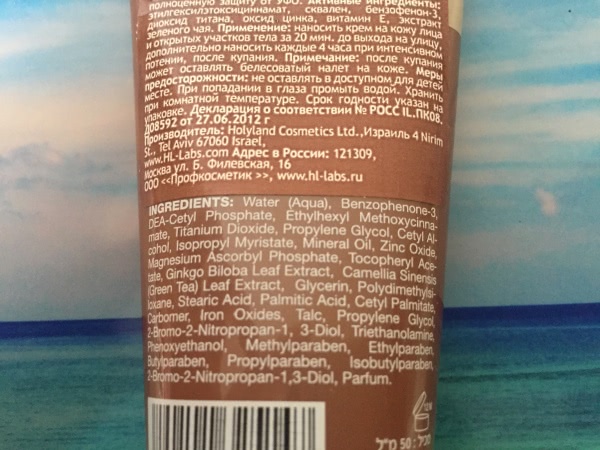 полноценную защиту от УФО. Активные ингредиенты:
этилгексилэтоксициннамат, сквален, бензофенон-3,
диоксид титана, оксид цинка, витамин Е, экстракт
зеленого чая. Применение: наносить крем на кожу лица
и открытых участков тела за 20 мин. до выхода на улицу,
дополнительно наносить каждые 4 часа при интенсивном
потении, после купания. Примечание: после купания
может оставлять белесоватый налет на коже. Меры
предосторожности: не оставлять в доступном для детей
месте. При попадании в глаза промыть водой. Хранить
при комнатной температуре. Срок годности указан на
упаковке. Декларация о соответствии № РОСС IL.ПК08.
Д08592 от 27.06.2012 г
Производитель: Holyland Cosmetics Ltd.,Израиль 4 Nirim
St., Tel Aviv 67060 Israel,
www.HL-Labs.com Адрес в России: 121309,
Москва ул. Б. Филевская, 16
ООО <<Профкосметик >>, www.hl-labs.ru
INGREDIENTS: Water (Aqua), Benzophenone-3,
DEA-Cetyl Phosphate, Ethylhexyl Methoxycinna-
mate, Titanium Dioxide, Propylene Glycol, Cetyl Al-
cohol, Isopropyl Myristate, Mineral Oil, Zinc Oxide,
Magnesium Ascorbyl Phosphate, Tocopheryl Ace-
tate, Ginkgo Biloba Leaf Extract, Camellia Sinensis
(Green Tea) Leaf Extract, Glycerin, Polydimethylsi-
loxane, Stearic Acid, Palmitic Acid, Cetyl Palmitate,
Carbomer, Iron Oxides, Talc, Propylene Glycol,
2-Bromo-2-Nitropropan-1, 3-Diol, Triethanolamine,
Phenoxyethanol, Methylparaben, Ethylparaben,
Butylparaben, Propylparaben, Isobutylparaben,
2-Bromo-2-Nitropropan-1,3-Diol, Parfum.
12 M
תכולה: 50 מ"ל